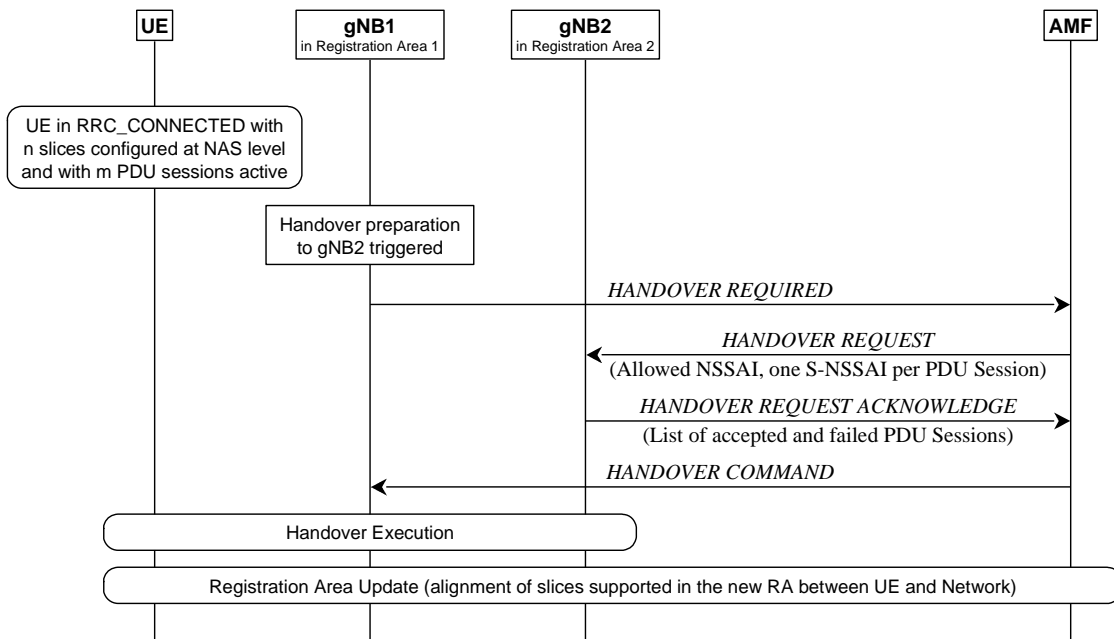 UE
gNB1
in Registration Area 1
gNB2
in Registration Area 2
AMF
UE in RRC_CONNECTED with
n slices configured at NAS level
and with m PDU sessions active
Handover preparation
to gNB2 triggered
HANDOVER REQUIRED
HANDOVER REQUEST
(Allowed NSSAI, one S-NSSAI per PDU Session)
HANDOVER REQUEST ACKNOWLEDGE
(List of accepted and failed PDU Sessions)
HANDOVER COMMAND
Handover Execution
Registration Area Update (alignment of slices supported in the new RA between UE and Network)